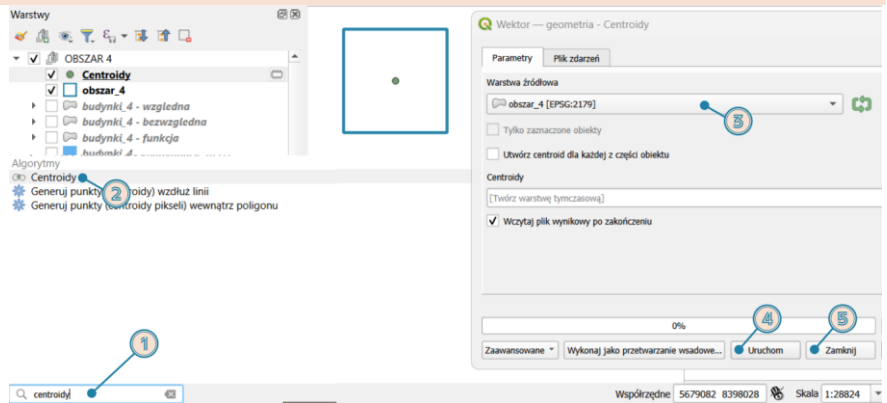 Warstwy
OBSZAR 4
Centroidy
obszar_4
budynki_4 - wzgledna
budynki_4 - bezwzgledna
budynki_4 - funkcja
Algorytmy
Centroidy
2
Generuj punkty wzdłuż linii
Generuj punkty (centroidy pikseli) wewnątrz poligonu
1
centroidy
Wektor — geometria - Centroidy
Parametry
Plik zdarzeń
Warstwa źródłowa
obszar_4 [EPSG:2179]
3
Tylko zaznaczone obiekty
Utwórz centroid dla każdej z części obiektu
Centroidy
[Twórz warstwę tymczasową]
Wczytaj plik wynikowy po zakończeniu
4
5
0%
Zaawansowane
Wykonaj jako przetwarzanie wsadowe...
Uruchom
Zamknij
Współrzędne 5679082 8398028 Skala 1:28824